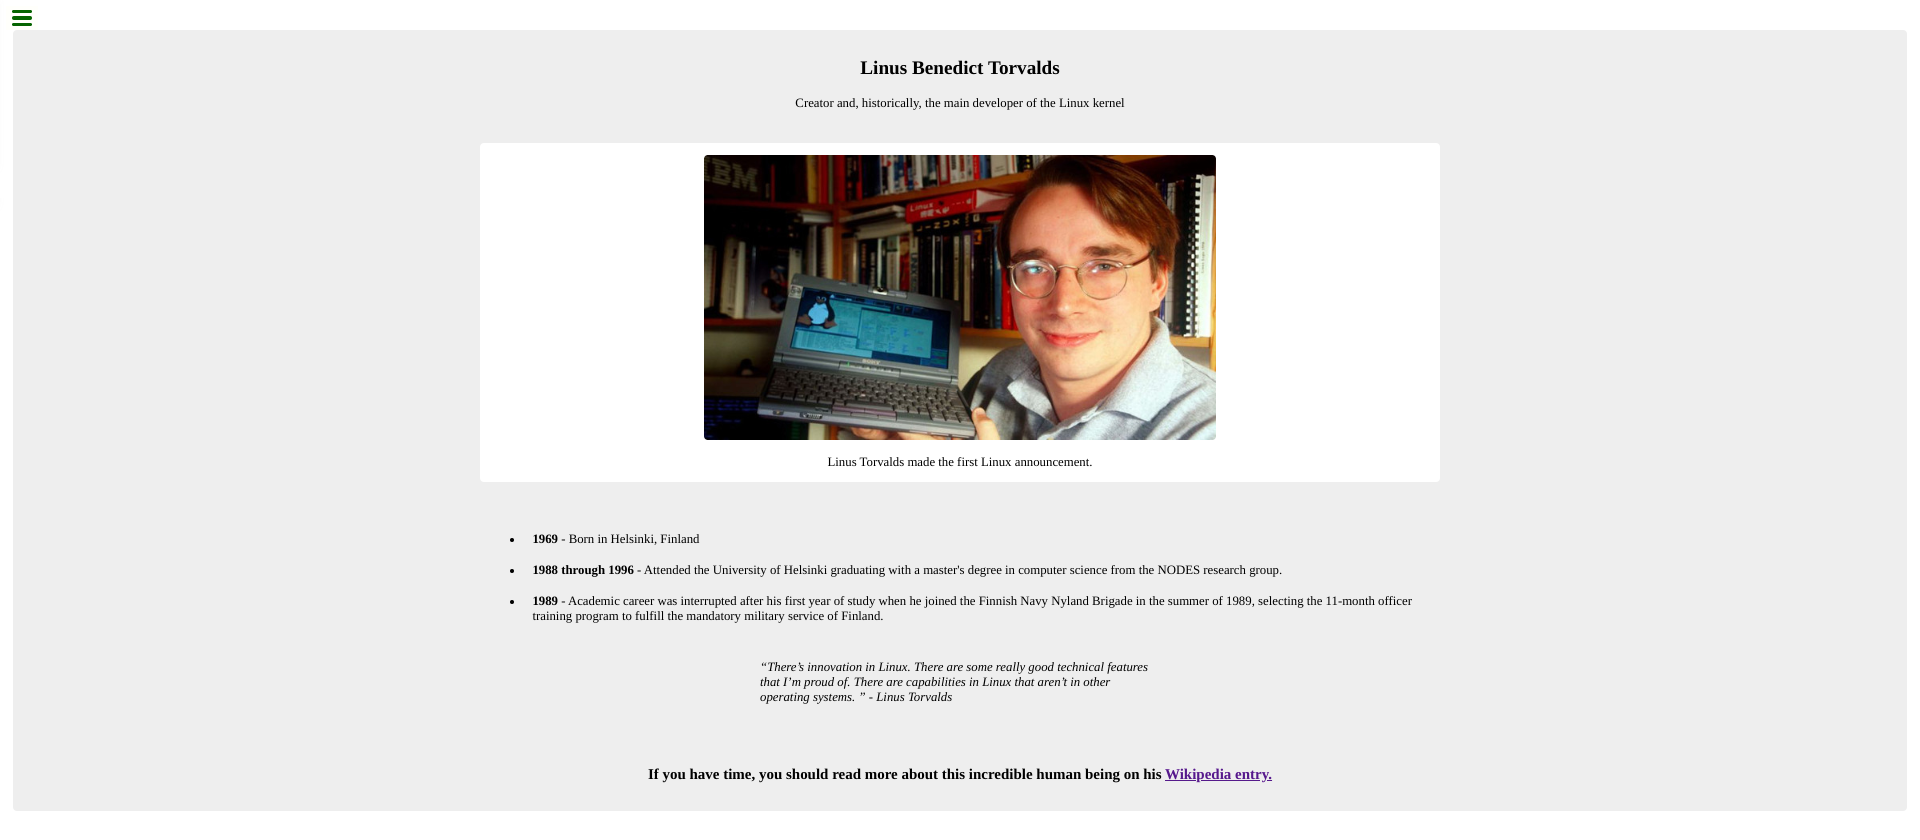 Linus Benedict Torvalds
Creator and, historically, the main developer of the Linux kernel
IBM
Linux
LINUX
SONY
Linus Torvalds made the first Linux announcement.
1969 - Born in Helsinki, Finland
1988 through 1996 - Attended the University of Helsinki graduating with a master's degree in computer science from the NODES research group.
1989 - Academic career was interrupted after his first year of study when he joined the Finnish Navy Nyland Brigade in the summer of 1989, selecting the 11-month officer
training program to fulfill the mandatory military service of Finland.
“There’s innovation in Linux. There are some really good technical features
that I’m proud of. There are capabilities in Linux that aren’t in other
operating systems. ” - Linus Torvalds
If you have time, you should read more about this incredible human being on his Wikipedia entry.